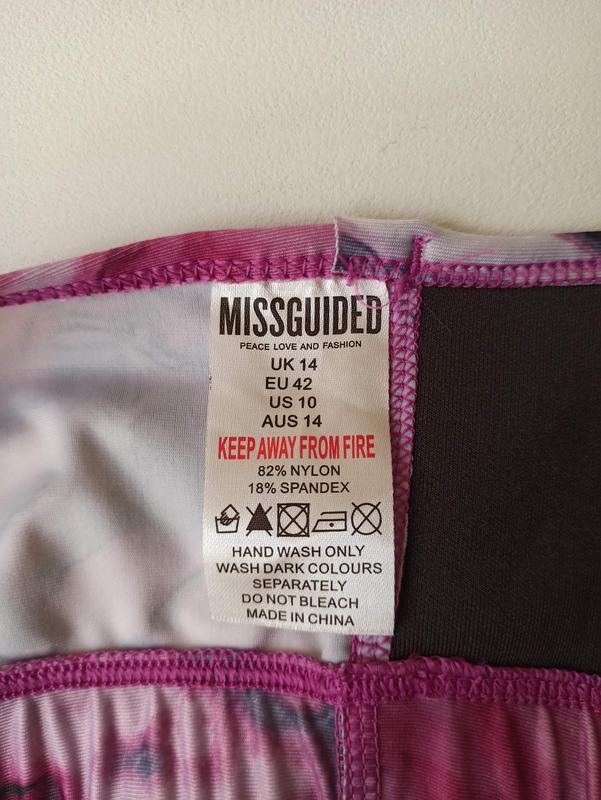 MISSGUIDED
PEACE LOVE AND FASHION
UK 14
EU 42
US 10
AUS 14
KEEP AWAY FROM FIRE
82% NYLON
18% SPANDEX
HAND WASH ONLY
WASH DARK COLOURS
SEPARATELY
DO NOT BLEACH
MADE IN CHINA